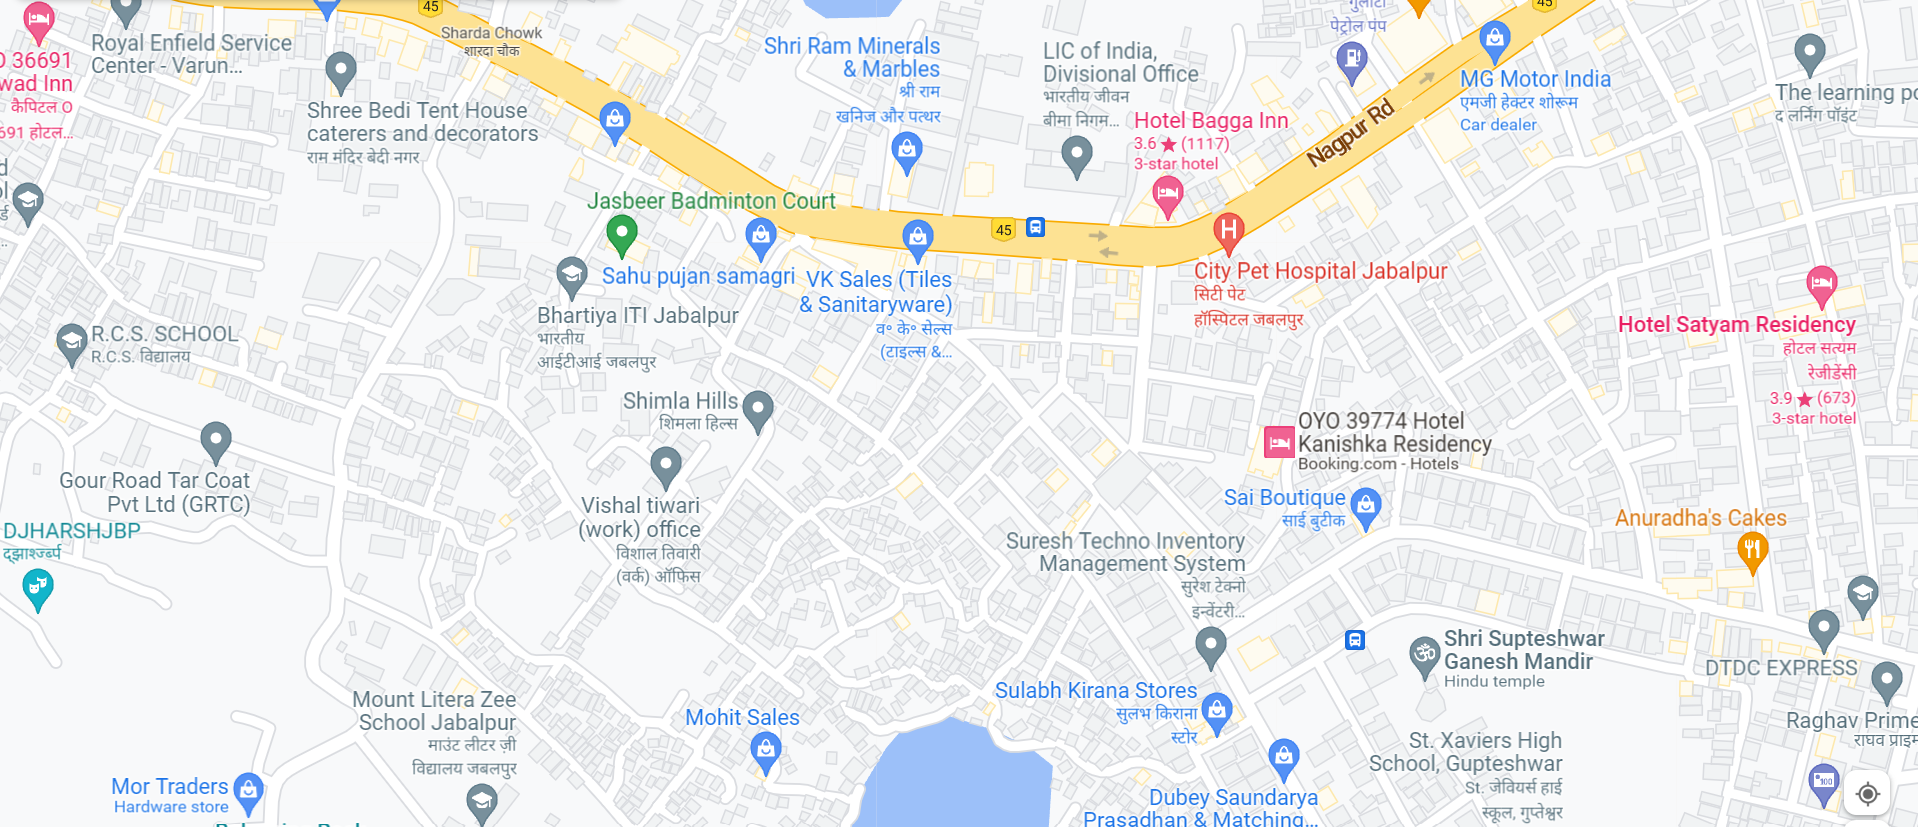 45
45
Sharda Chowk
शारदा चौक
Royal Enfield Service
Center - Varun...
36691
wad Inn
कैपिटल O
691 होटल...
Shree Bedi Tent House
caterers and decorators
राम मंदिर बेदी नगर
Shri Ram Minerals
& Marbles
श्री राम
खनिज और पत्थर
LIC of India,
Divisional Office
भारतीय जीवन
बीमा निगम...
पेट्रोल पंप
Hotel Bagga Inn
3.6 ★ (1117)
3-star hotel
Nagpur Rd
MG Motor India
एमजी हेक्टर शोरूम
Car dealer
The learning po
द लर्निंग पॉइंट
Jasbeer Badminton Court
Sahu pujan samagri
45
H
City Pet Hospital Jabalpur
सिटी पेट
हॉस्पिटल जबलपुर
VK Sales (Tiles
& Sanitaryware)
व० के० सेल्स
(टाइल्स &...
Bhartiya ITI Jabalpur
भारतीय
आईटीआई जबलपुर
R.C.S. SCHOOL
R.C.S. विद्यालय
Hotel Satyam Residency
होटल सत्यम
रेजीडेंसी
3.9 ★ (673)
3-star hotel
Shimla Hills
शिमला हिल्स
OYO 39774 Hotel
Kanishka Residency
Booking.com - Hotels
Gour Road Tar Coat
Pvt Ltd (GRTC)
Vishal tiwari
(work) office
विशाल तिवारी
(वर्क) ऑफिस
Sai Boutique
साई बुटीक
Anuradha's Cakes
DJHARSHJBP
Suresh Techno Inventory
Management System
सुरेश टेक्नो
इन्वेंटरी...
Shri Supteshwar
Ganesh Mandir
Hindu temple
ॐ
DTDC EXPRESS
Mount Litera Zee
School Jabalpur
माउंट लीटर ज़ी
विद्यालय जबलपुर
Mohit Sales
Sulabh Kirana Stores
सुलभ किराना
स्टोर
Raghav Prime
राघव प्राइम
St. Xaviers High
School, Gupteshwar
St. जेवियर्स हाई
स्कूल, गुप्तेश्वर
Mor Traders
Hardware store
100
Dubey Saundarya
Prasadhan & Matching...